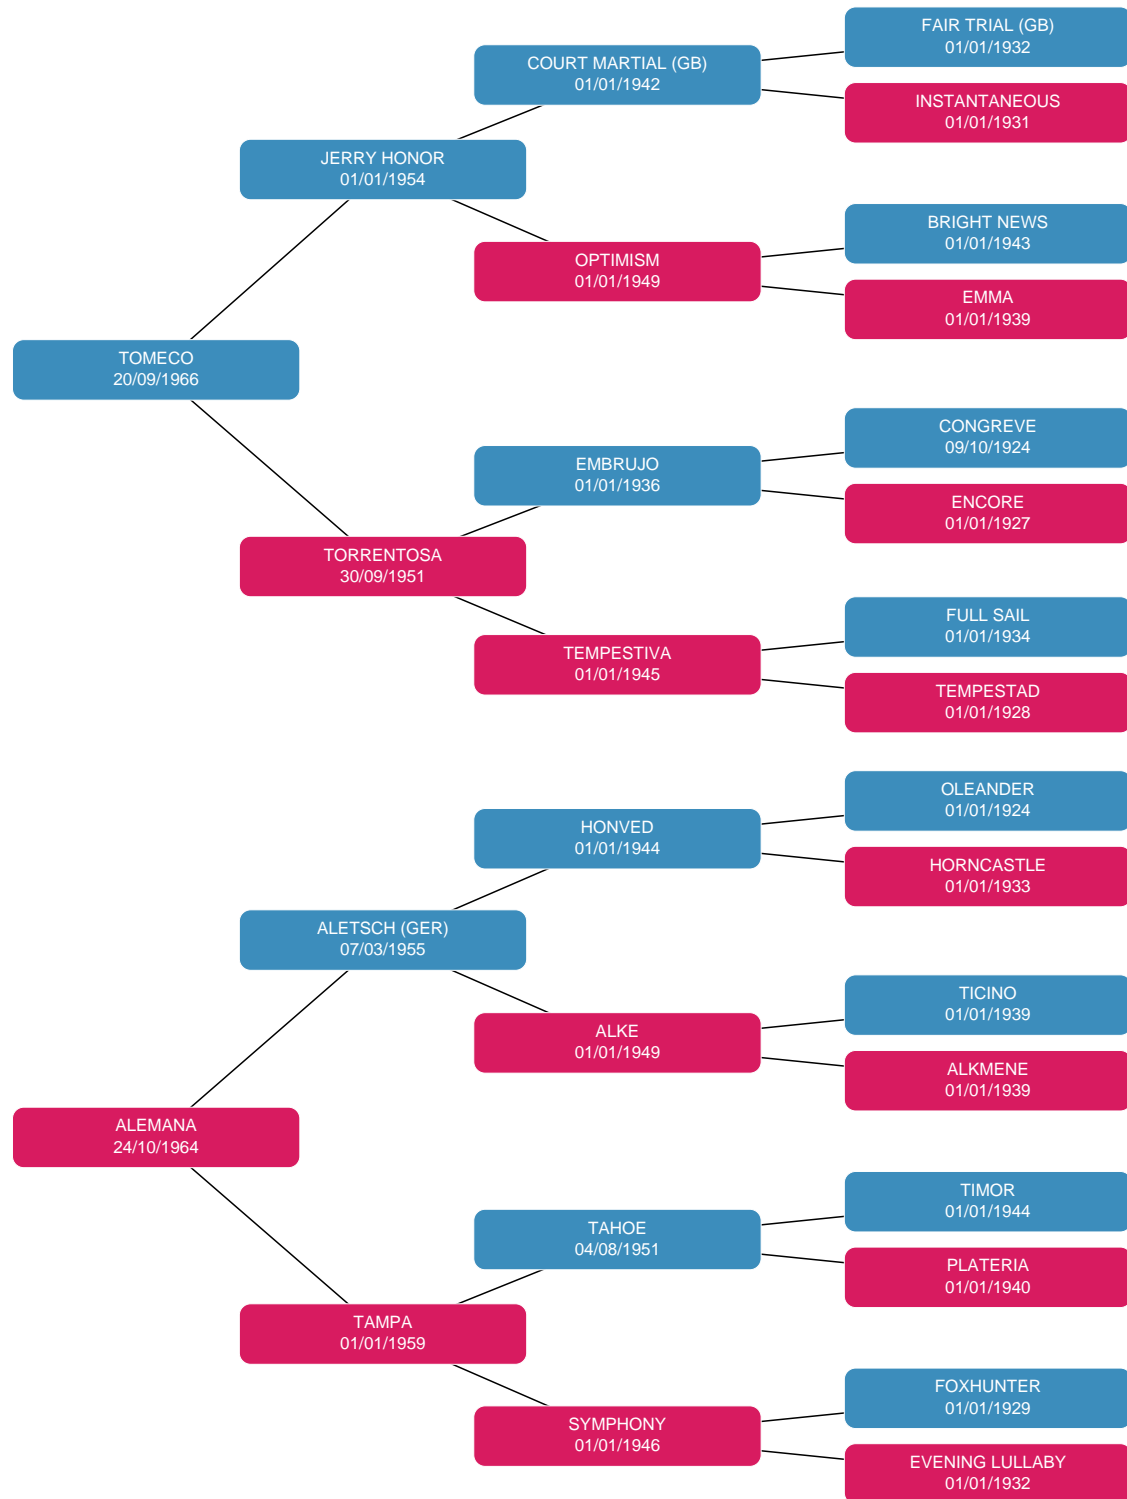 FAIR TRIAL (GB)
01/01/1932
COURT MARTIAL (GB)
01/01/1942
INSTANTANEOUS
01/01/1931
JERRY HONOR
01/01/1954
BRIGHT NEWS
01/01/1943
OPTIMISM
01/01/1949
EMMA
01/01/1939
TOMECO
20/09/1966
CONGREVE
09/10/1924
EMBRUJO
01/01/1936
ENCORE
01/01/1927
TORRENTOSA
30/09/1951
FULL SAIL
01/01/1934
TEMPESTIVA
01/01/1945
TEMPESTAD
01/01/1928
OLEANDER
01/01/1924
HONVED
01/01/1944
HORNCASTLE
01/01/1933
ALETSCH (GER)
07/03/1955
TICINO
01/01/1939
ALKE
01/01/1949
ALKMENE
01/01/1939
ALEMANA
24/10/1964
TIMOR
01/01/1944
TAHOE
04/08/1951
PLATERIA
01/01/1940
TAMPA
01/01/1959
FOXHUNTER
01/01/1929
SYMPHONY
01/01/1946
EVENING LULLABY
01/01/1932